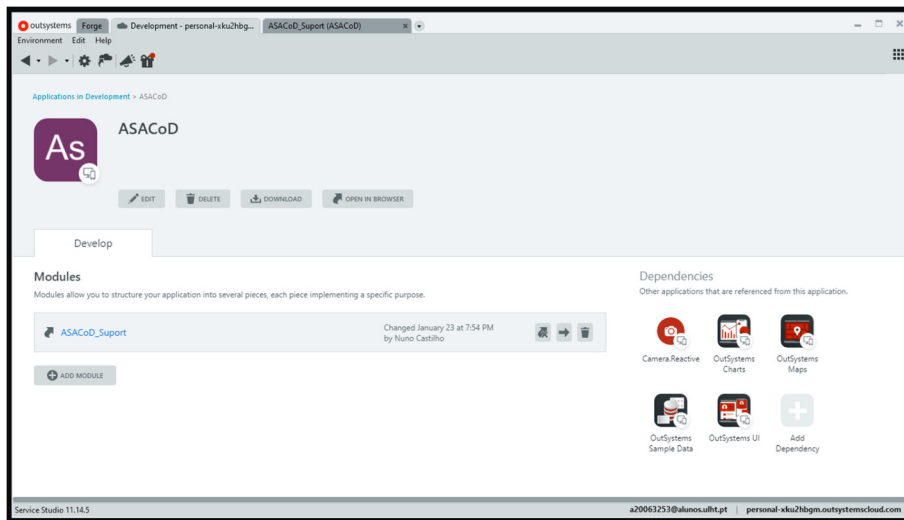 outsystems Forge Development - personal-xku2hbg... ASACoD_Suport (ASACoD)
Environment Edit Help
Applications in Development > ASACoD
As
ASACoD
EDIT DELETE DOWNLOAD OPEN IN BROWSER
Develop
Modules
Modules allow you to structure your application into several pieces, each piece implementing a specific purpose.
ASACoD_Suport
Changed January 23 at 7:54 PM
by Nuno Castilho
ADD MODULE
Dependencies
Other applications that are referenced from this application.
Camera.Reactive OutSystems Charts OutSystems Maps
OutSystems Sample Data OutSystems UI Add Dependency
Service Studio 11.14.5 a20063253@alunos.ulht.pt | personal-xku2hbgm.outsystemscloud.com